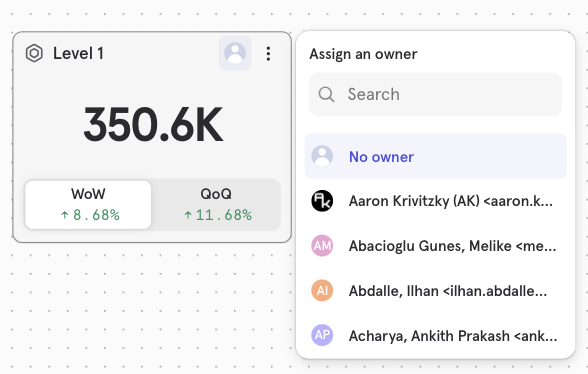 Level 1
350.6K
WoW
↑ 8.68%
QoQ
↑ 11.68%
Assign an owner
Search
No owner
AK
Aaron Krivitzky (AK) <aaron.k...
AM
Abacioglu Gunes, Melike <me...
AI
Abdalle, Ilhan <ilhan.abdalle...
AP
Acharya, Ankith Prakash <ank...